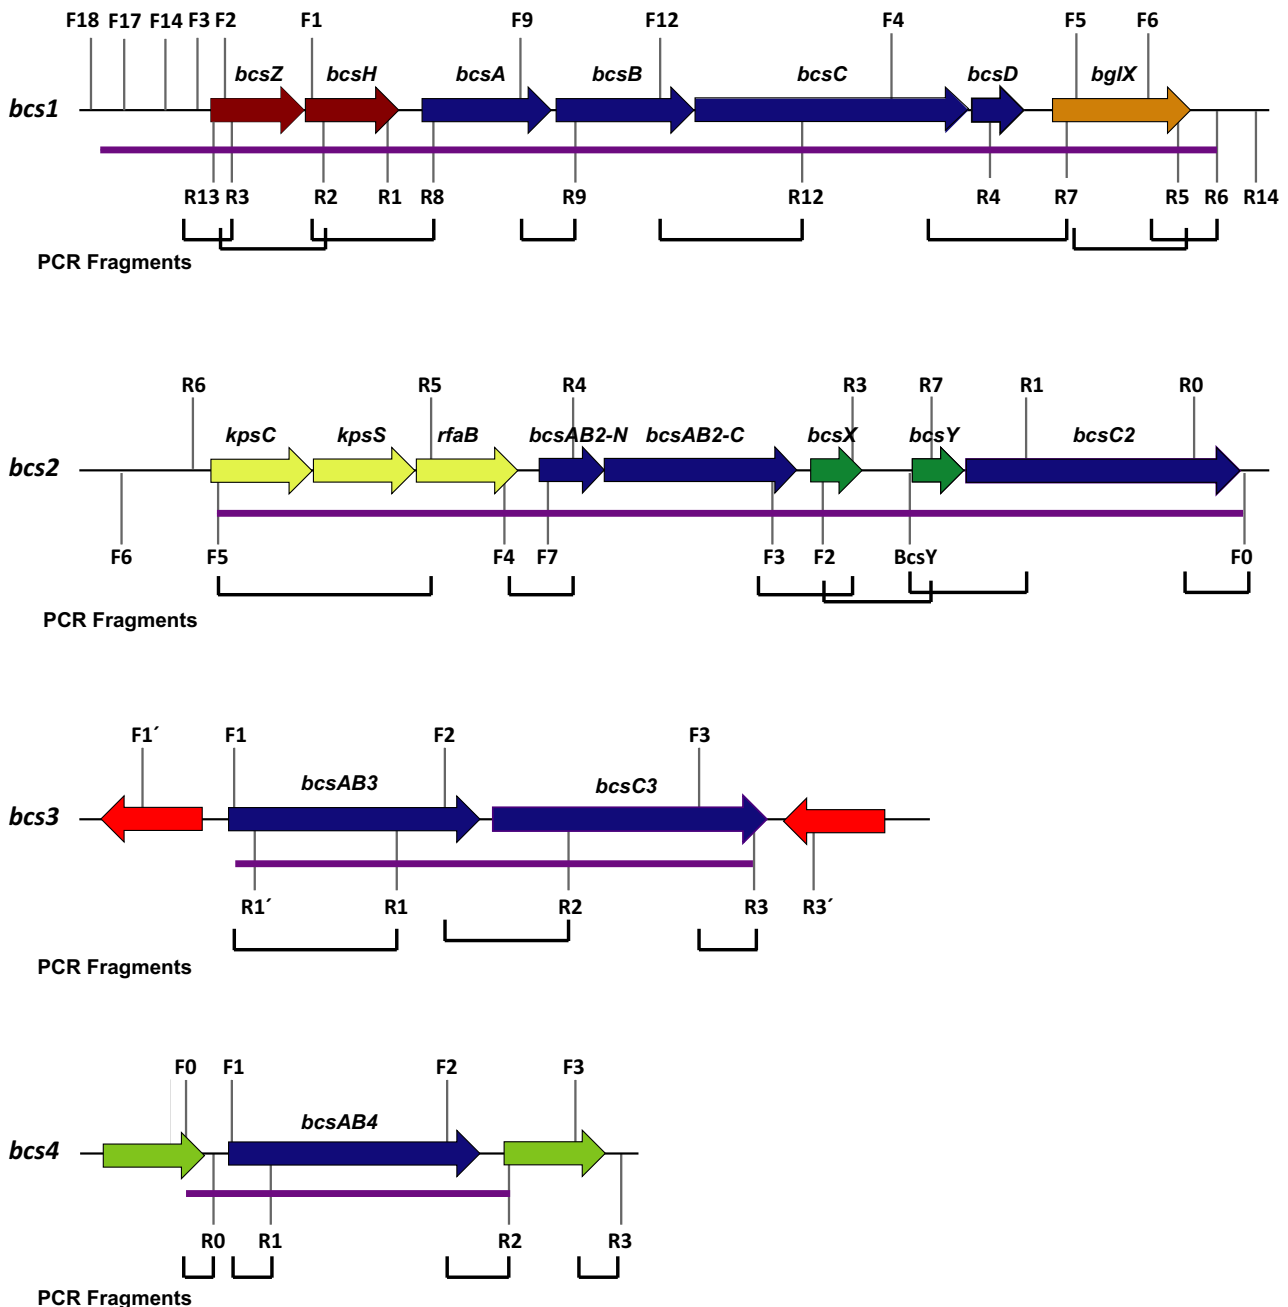 F18 F17 F14 F3 F2 F1 F9 F12 F4 F5 F6
bcsZ bcsH bcsA bcsB bcsC bcsD bglX
bcs1
R13 R3 R2 R1 R8 R9 R12 R4 R7 R5 R6 R14
PCR Fragments
R6 R5 R4 R3 R7 R1 R0
kpsC kpsS rfaB bcsAB2-N bcsAB2-C bcsX bcsY bcsC2
bcs2
F6 F5 F4 F7 F3 F2 BcsY F0
PCR Fragments
F1´ F1 F2 F3
bcsAB3 bcsC3
bcs3
R1´ R1 R2 R3 R3´
PCR Fragments
F0 F1 F2 F3
bcsAB4
bcs4
R0 R1 R2 R3
PCR Fragments